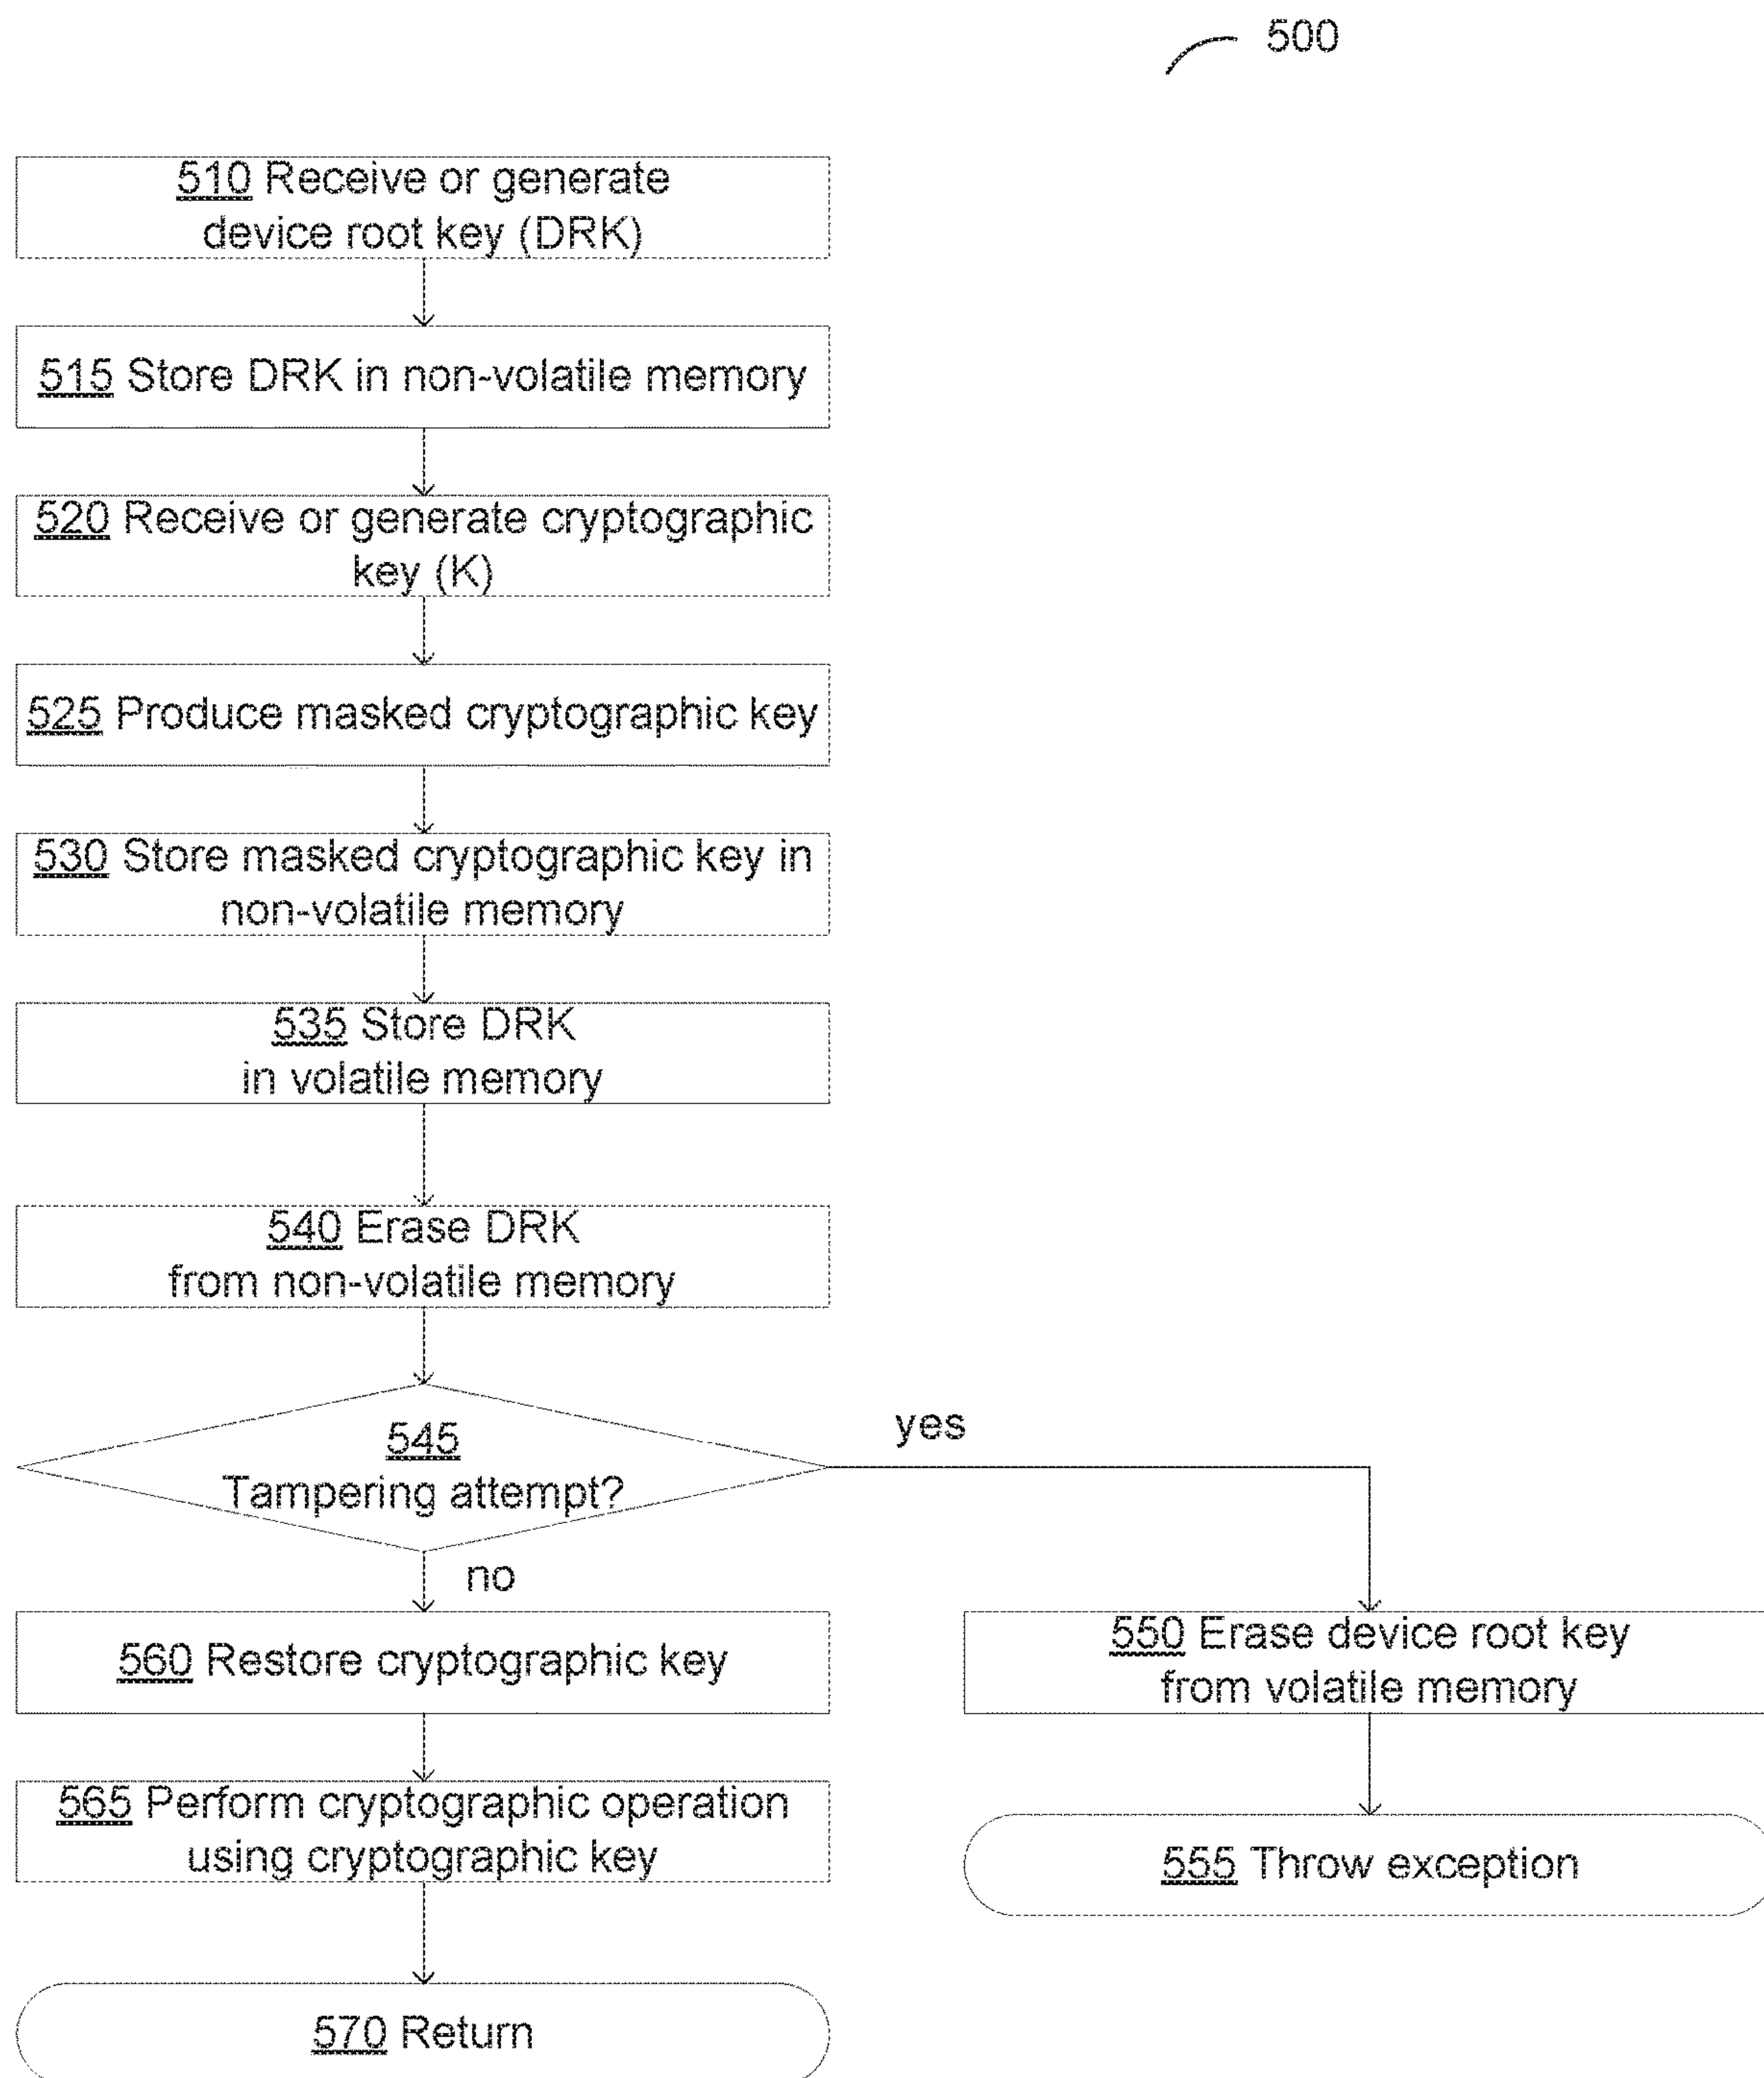 500
510 Receive or generate
device root key (DRK)
515 Store DRK in non-volatile memory
520 Receive or generate cryptographic
key (K)
525 Produce masked cryptographic key
530 Store masked cryptographic key in
non-volatile memory
535 Store DRK
in volatile memory
540 Erase DRK
from non-volatile memory
545
Tampering attempt?
yes
no
560 Restore cryptographic key
550 Erase device root key
from volatile memory
565 Perform cryptographic operation
using cryptographic key
555 Throw exception
570 Return